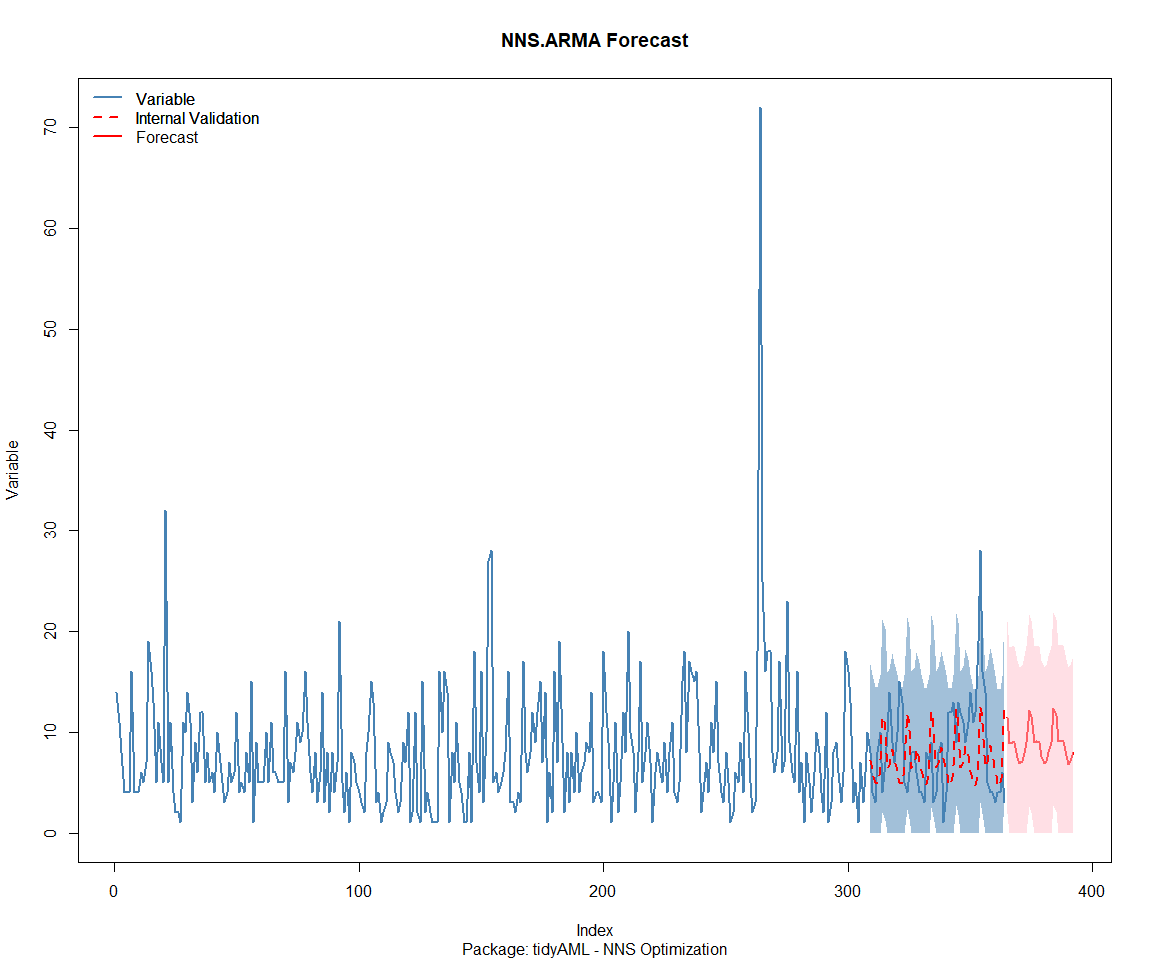 NNS.ARMA Forecast
Variable
Internal Validation
Forecast
70
60
50
40
30
20
10
0
Variable
0 100 200 300 400
Index
Package: tidyAML - NNS Optimization